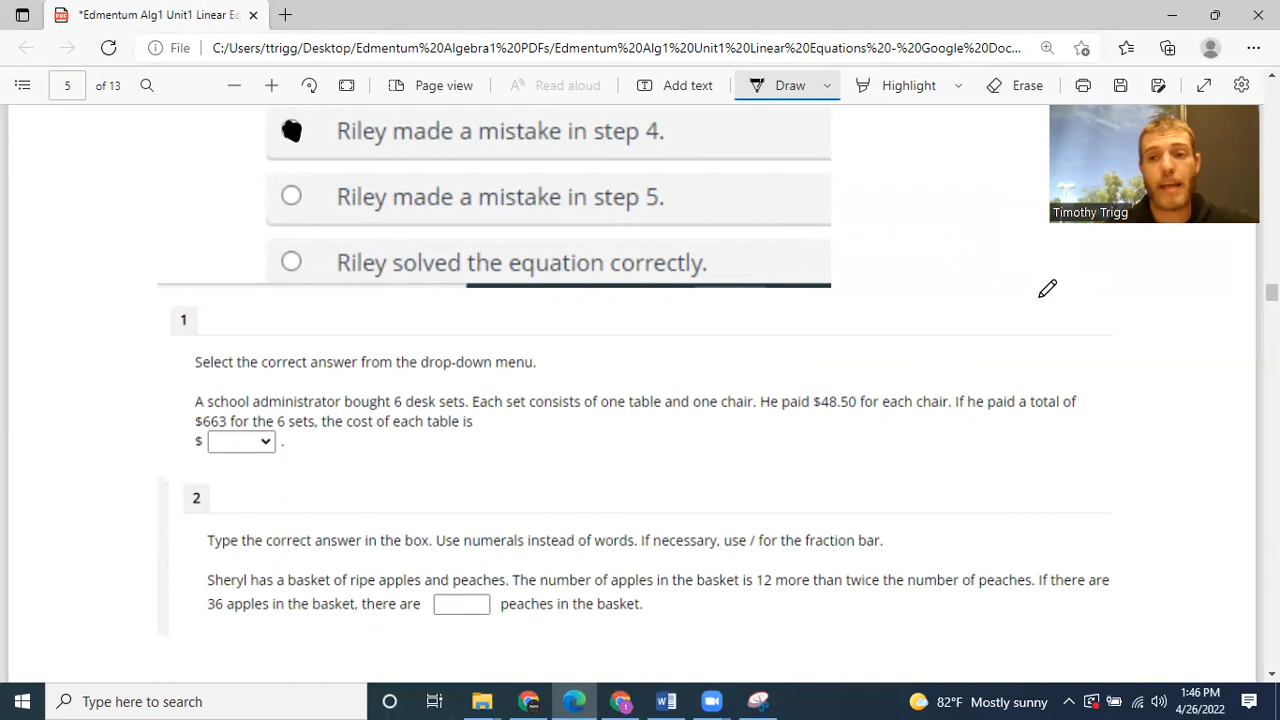 *Edmentum Alg1 Unit1 Linear Eq
File
C:/Users/ttrigg/Desktop/Edmentum%20Algebra1%20PDFs/Edmentum%20Alg1%20Unit1%20Linear%20Equations%20-%20Google%20Doc...
5 of 13
Page view
Read aloud
Add text
Draw
Highlight
Erase
Riley made a mistake in step 4.
Riley made a mistake in step 5.
Riley solved the equation correctly.
Timothy Trigg
1
Select the correct answer from the drop-down menu.
A school administrator bought 6 desk sets. Each set consists of one table and one chair. He paid $48.50 for each chair. If he paid a total of
$663 for the 6 sets, the cost of each table is
$ .
2
Type the correct answer in the box. Use numerals instead of words. If necessary, use / for the fraction bar.
Sheryl has a basket of ripe apples and peaches. The number of apples in the basket is 12 more than twice the number of peaches. If there are
36 apples in the basket, there are peaches in the basket.
Type here to search
82°F Mostly sunny
1:46 PM
4/26/2022